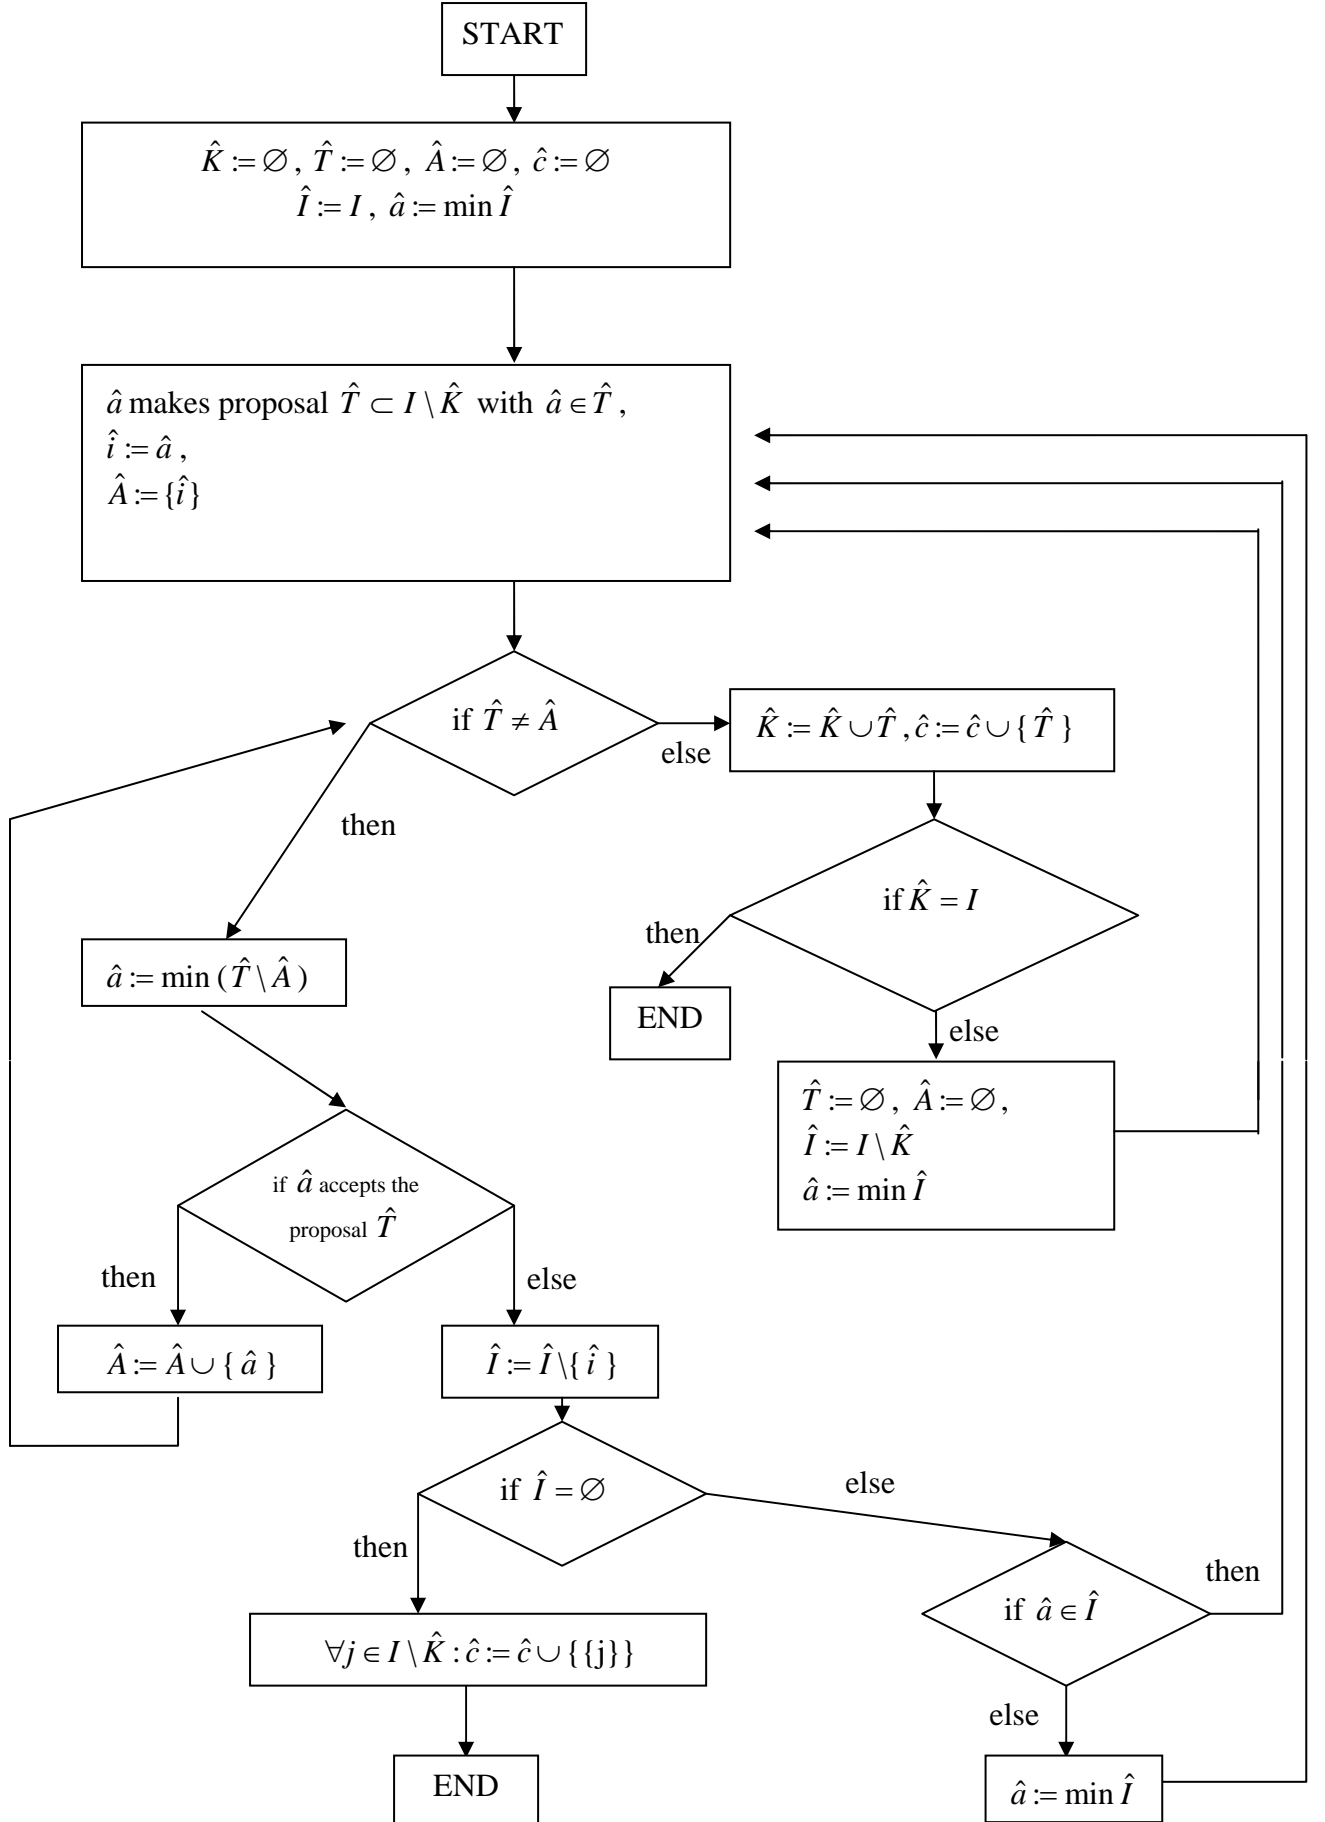 START
K̂ := ∅, T̂ := ∅, Â := ∅, ĉ := ∅
Î := I, â := min Î
â makes proposal T̂ ⊂ I \ K̂ with â ∈ T̂,
î := â,
Â := {î}
if T̂ ≠ Â
else
K̂ := K̂ ∪ T̂, ĉ := ĉ ∪ { T̂ }
then
if K̂ = I
then
â := min (T̂ \ Â)
END
else
T̂ := ∅, Â := ∅,
Î := I \ K̂
â := min Î
if â accepts the
proposal T̂
then
else
Â := Â ∪ { â }
Î := Î \{ î }
if Î = ∅
else
then
then
if â ∈ Î
∀j ∈ I \ K̂ : ĉ := ĉ ∪ {{j}}
else
END
â := min Î